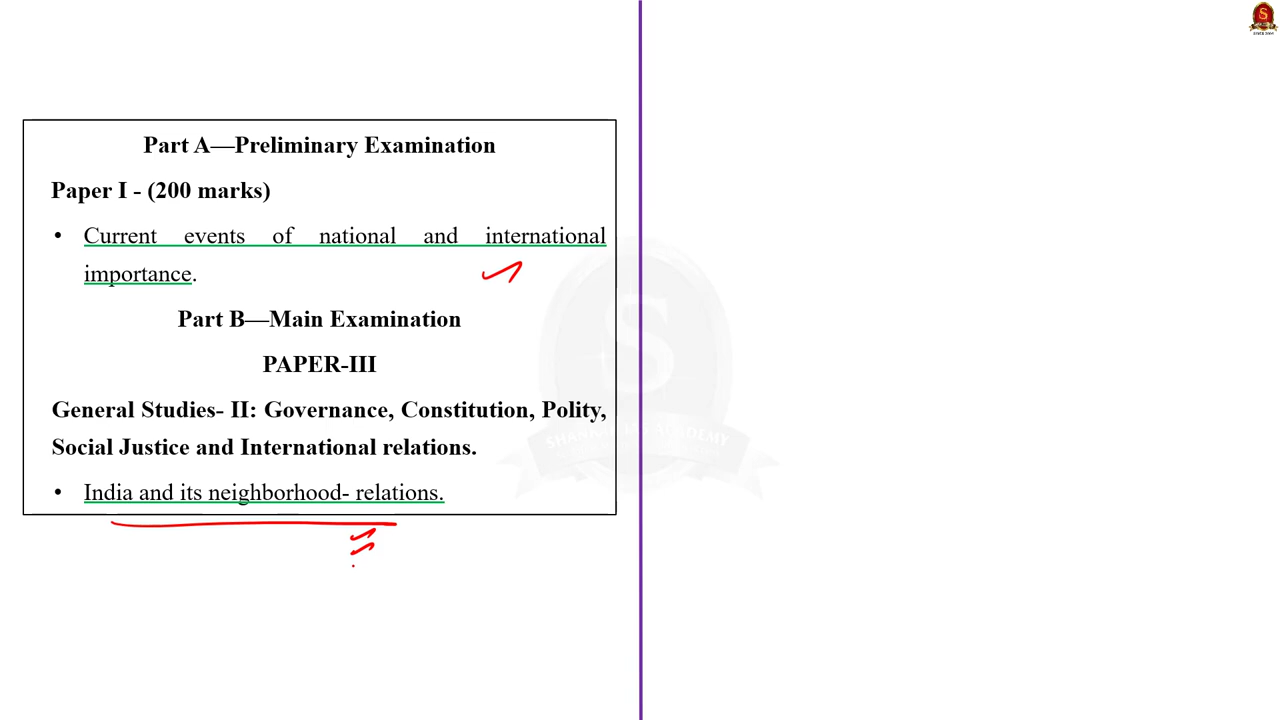 Part A—Preliminary Examination
Paper I - (200 marks)
• Current events of national and international
importance.
Part B—Main Examination
PAPER-III
General Studies- II: Governance, Constitution, Polity,
Social Justice and International relations.
• India and its neighborhood- relations.
S
S